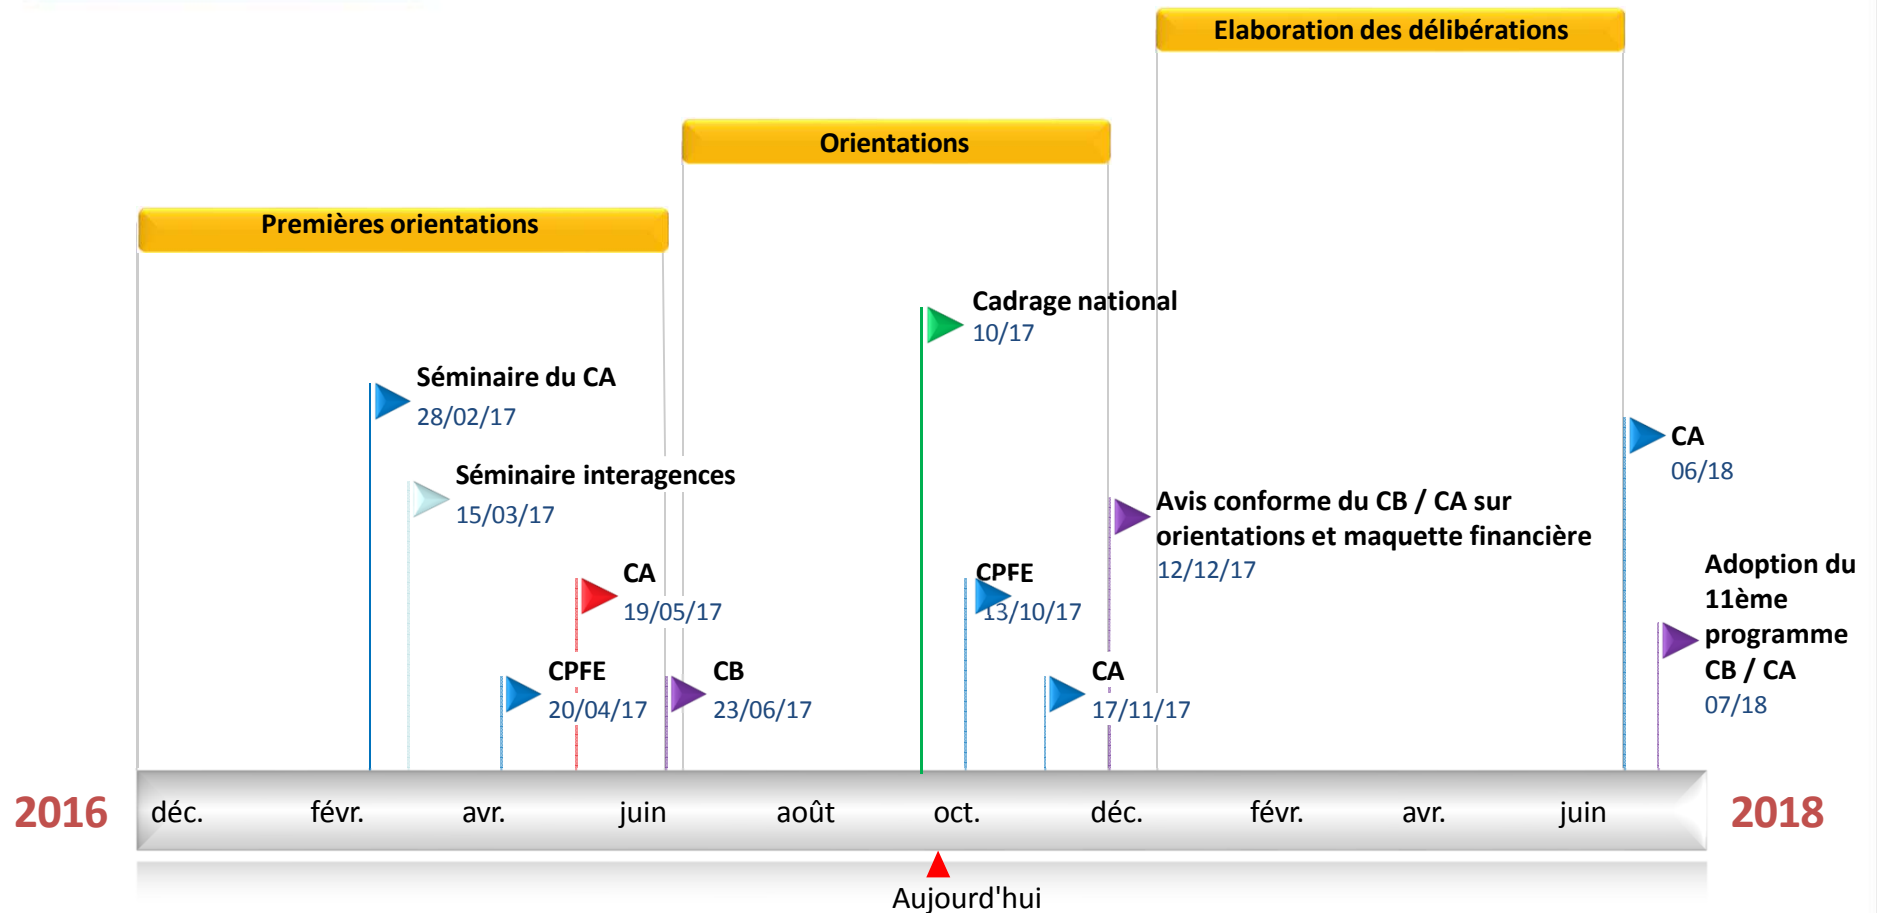 Elaboration des délibérations
Orientations
Premières orientations
Cadrage national
10/17
Séminaire du CA
28/02/17
CA
06/18
Séminaire interagences
15/03/17
Avis conforme du CB / CA sur
orientations et maquette financière
12/12/17
CA
19/05/17
CPFE
13/10/17
Adoption du
11ème
programme
CB / CA
07/18
CPFE
20/04/17
CB
23/06/17
CA
17/11/17
2016
déc.
févr.
avr.
juin
août
oct.
déc.
févr.
avr.
juin
2018
Aujourd'hui